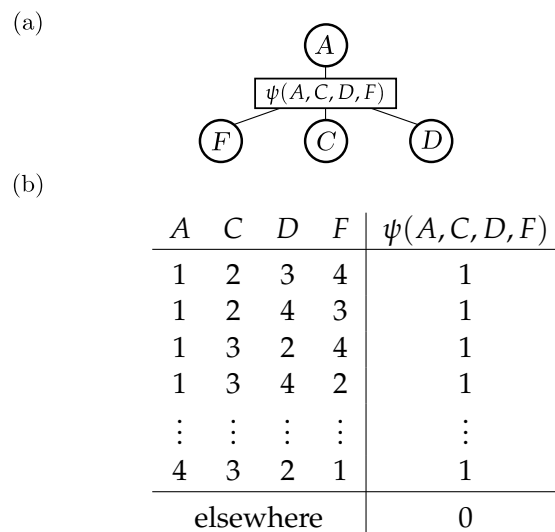 (a)
A
ψ(A, C, D, F)
F C D
(b)
A C D F ψ(A, C, D, F)
1 2 3 4 1
1 2 4 3 1
1 3 2 4 1
1 3 4 2 1
⋮ ⋮ ⋮ ⋮ ⋮
4 3 2 1 1
elsewhere 0